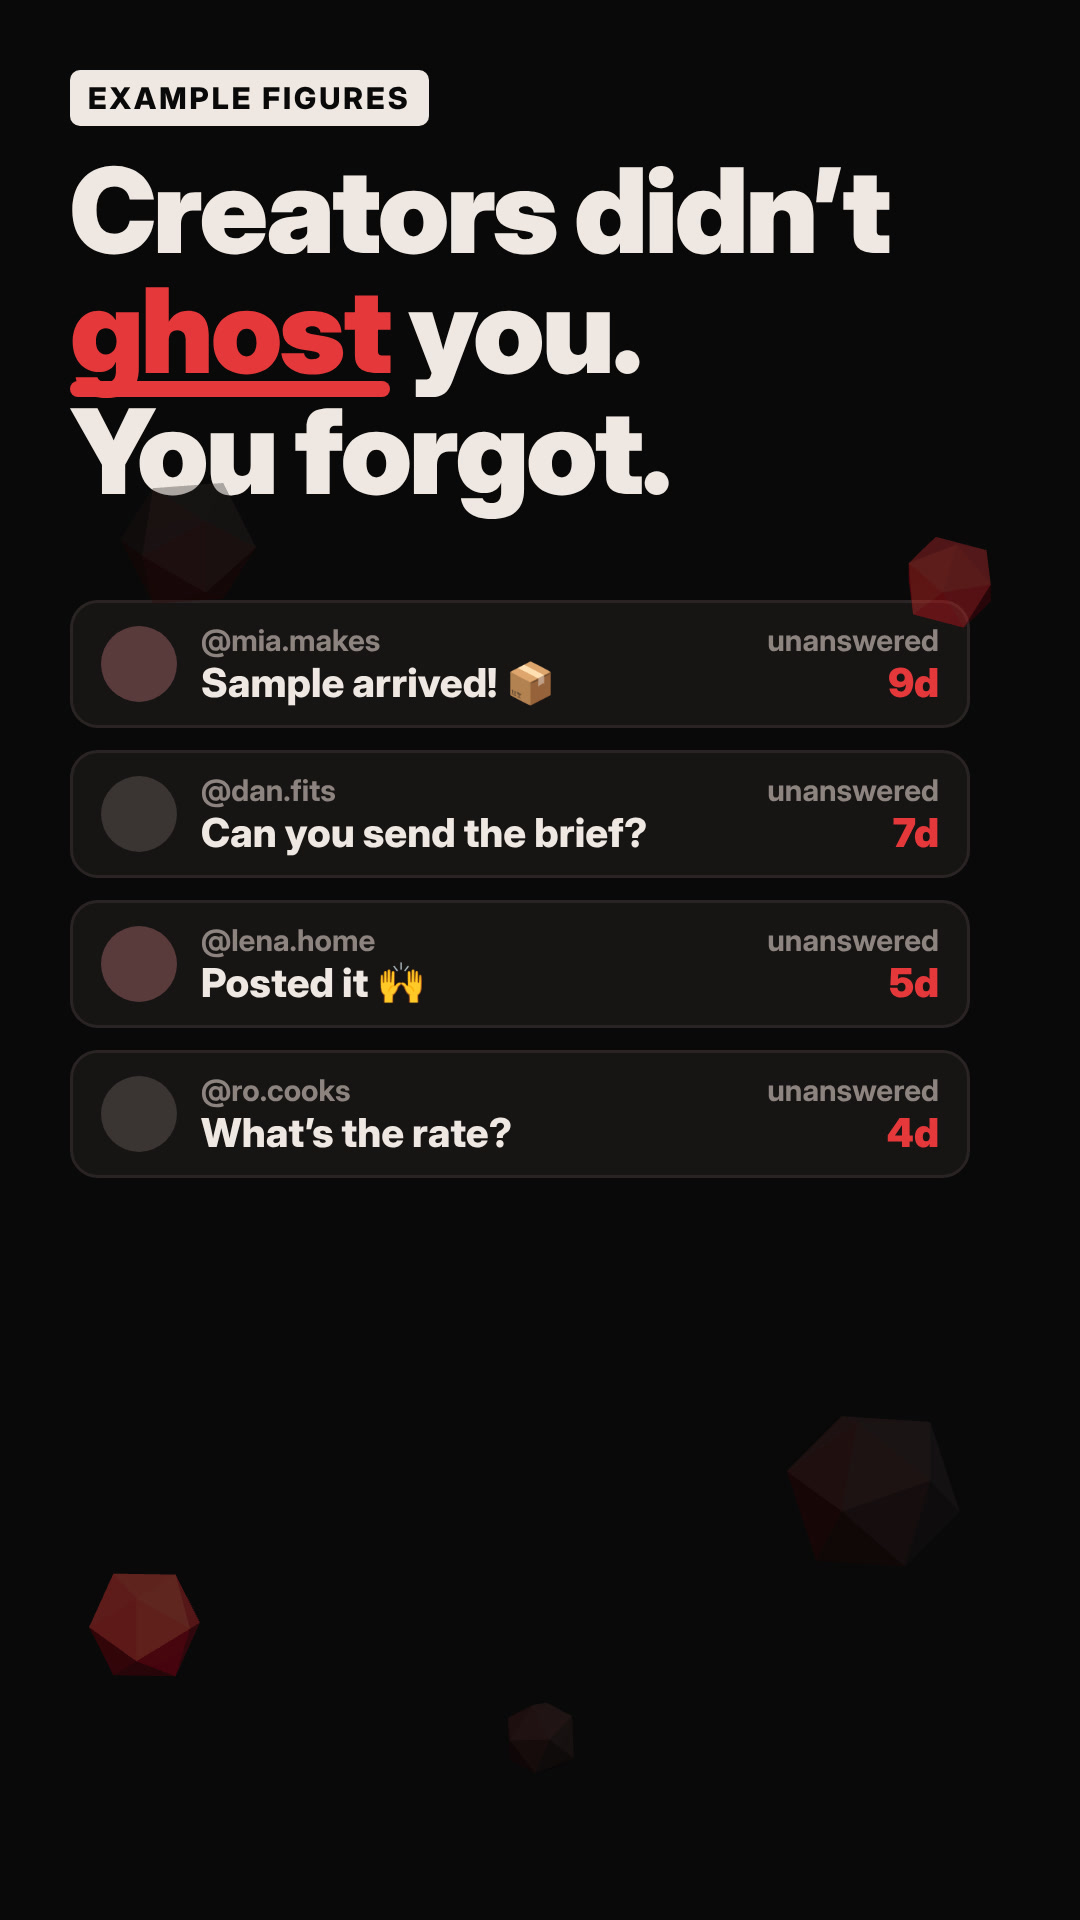 EXAMPLE FIGURES
Creators didn’t
ghost you.
You forgot.
@mia.makes unanswered
Sample arrived! 📦 9d
@dan.fits unanswered
Can you send the brief? 7d
@lena.home unanswered
Posted it 🙌 5d
@ro.cooks unanswered
What’s the rate? 4d